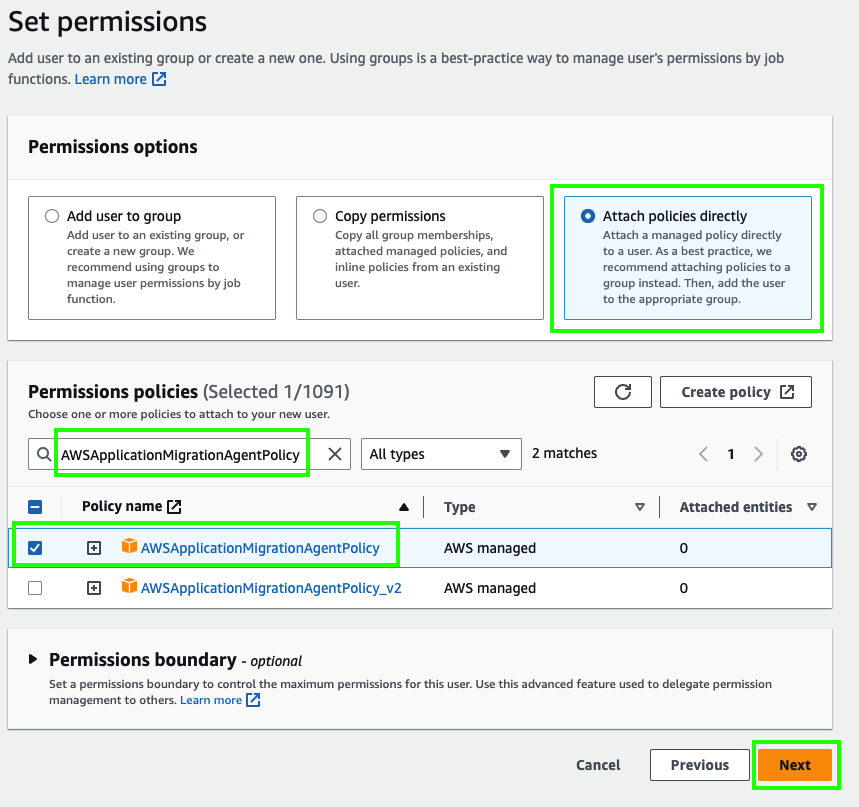 Set permissions
Add user to an existing group or create a new one. Using groups is a best-practice way to manage user's permissions by job
functions. Learn more
Permissions options
Add user to group
Add user to an existing group, or
create a new group. We
recommend using groups to
manage user permissions by job
function.
Copy permissions
Copy all group memberships,
attached managed policies, and
inline policies from an existing
user.
Attach policies directly
Attach a managed policy directly
to a user. As a best practice, we
recommend attaching policies to a
group instead. Then, add the user
to the appropriate group.
Permissions policies (Selected 1/1091)
Choose one or more policies to attach to your new user.
Create policy
AWSApplicationMigrationAgentPolicy
All types
2 matches
1
Policy name Type Attached entities
AWSApplicationMigrationAgentPolicy AWS managed 0
AWSApplicationMigrationAgentPolicy_v2 AWS managed 0
Permissions boundary - optional
Set a permissions boundary to control the maximum permissions for this user. Use this advanced feature used to delegate permission
management to others. Learn more
Cancel Previous Next